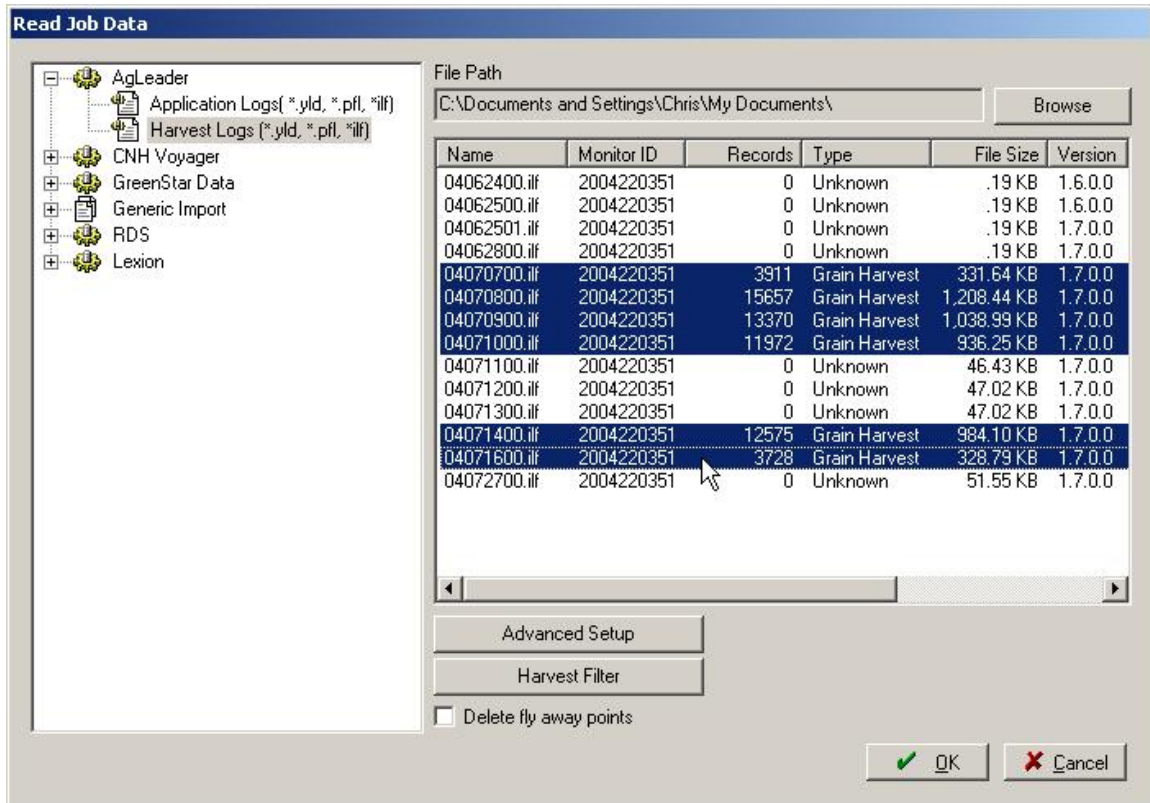 Read Job Data
AgLeader
Application Logs( *.yld, *.pfl, *ilf)
Harvest Logs (*.yld, *.pfl, *ilf)
CNH Voyager
GreenStar Data
Generic Import
RDS
Lexion
File Path
C:\Documents and Settings\Chris\My Documents\
Browse
Name Monitor ID Records Type File Size Version
04062400.ilf 2004220351 0 Unknown .19 KB 1.6.0.0
04062500.ilf 2004220351 0 Unknown .19 KB 1.6.0.0
04062501.ilf 2004220351 0 Unknown .19 KB 1.7.0.0
04062800.ilf 2004220351 0 Unknown .19 KB 1.7.0.0
04070700.ilf 2004220351 3911 Grain Harvest 331.64 KB 1.7.0.0
04070800.ilf 2004220351 15657 Grain Harvest 1,208.44 KB 1.7.0.0
04070900.ilf 2004220351 13370 Grain Harvest 1,038.99 KB 1.7.0.0
04071000.ilf 2004220351 11972 Grain Harvest 936.25 KB 1.7.0.0
04071100.ilf 2004220351 0 Unknown 46.43 KB 1.7.0.0
04071200.ilf 2004220351 0 Unknown 47.02 KB 1.7.0.0
04071300.ilf 2004220351 0 Unknown 47.02 KB 1.7.0.0
04071400.ilf 2004220351 12575 Grain Harvest 984.10 KB 1.7.0.0
04071600.ilf 2004220351 3728 Grain Harvest 328.79 KB 1.7.0.0
04072700.ilf 2004220351 0 Unknown 51.55 KB 1.7.0.0
Advanced Setup
Harvest Filter
Delete fly away points
OK
Cancel